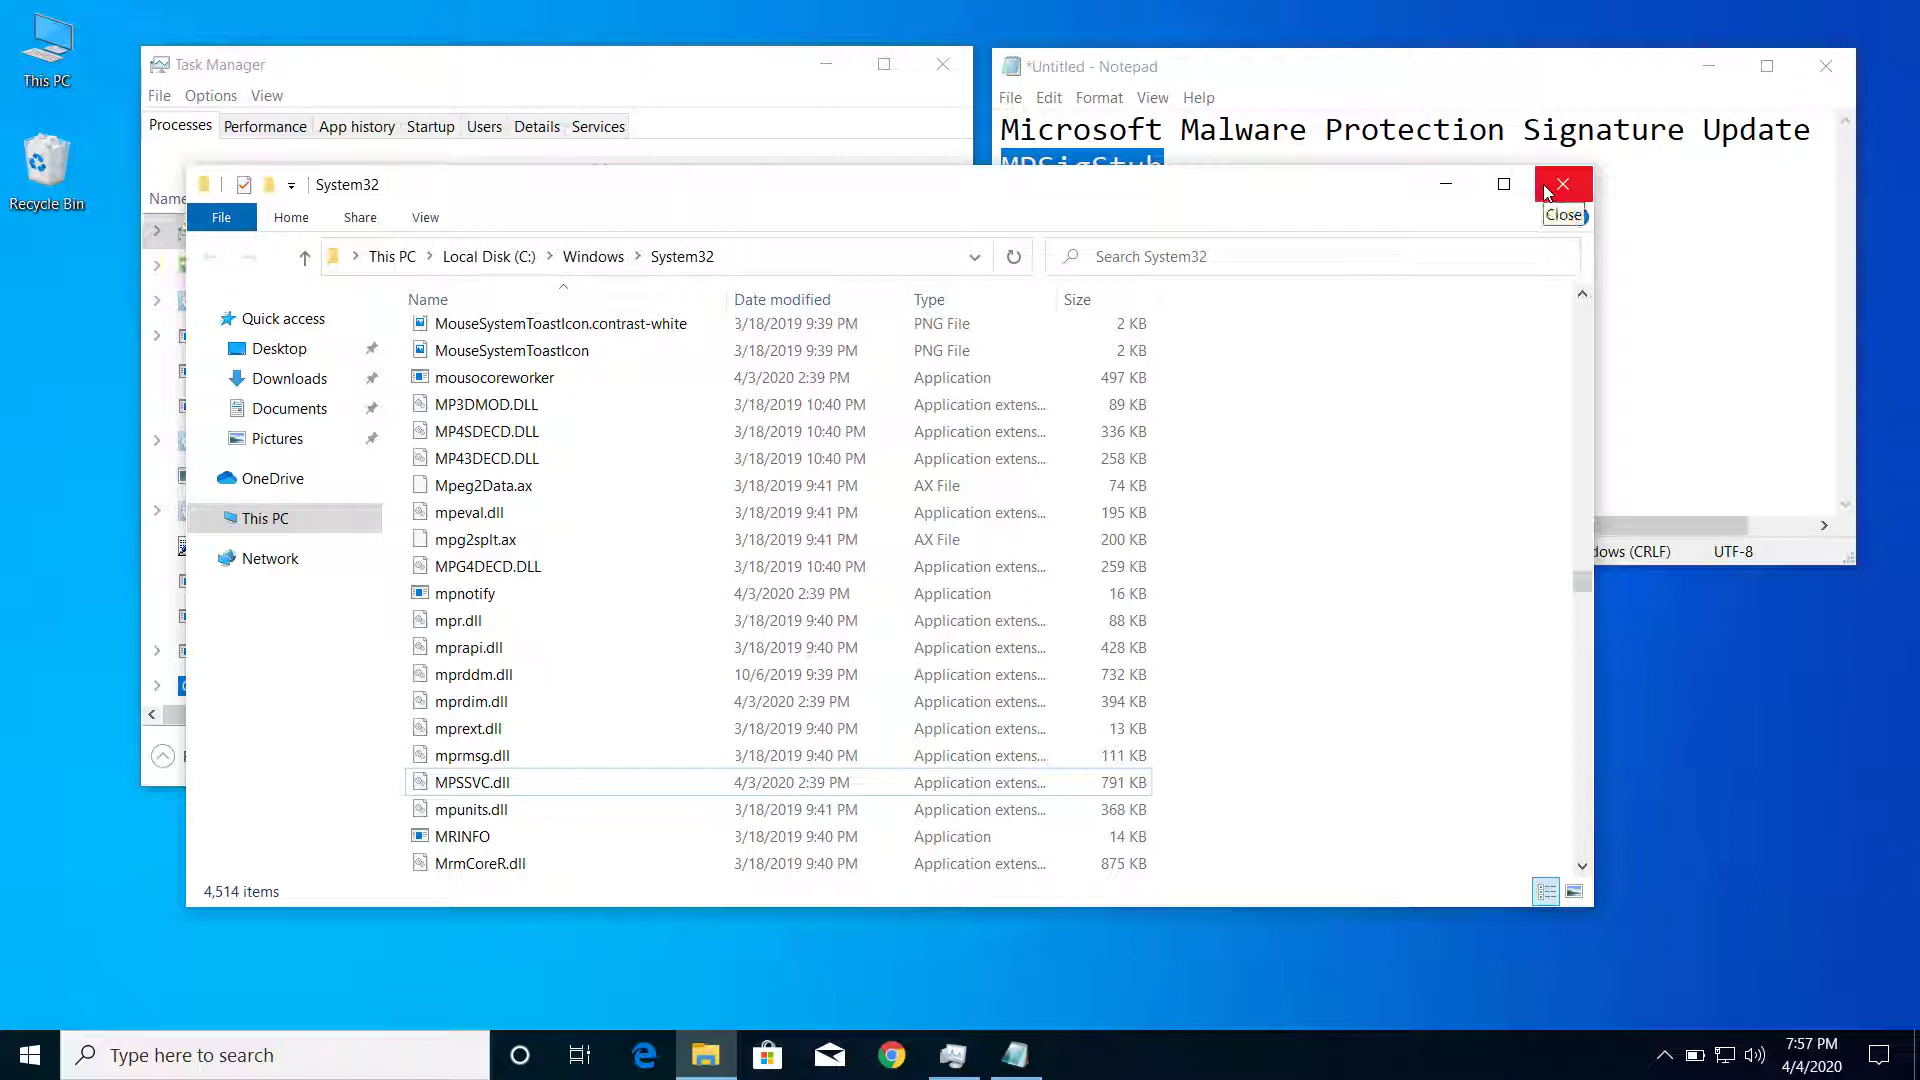 This PC
Recycle Bin
Task Manager
File Options View
Processes Performance App history Startup Users Details Services
Name
*Untitled - Notepad
File Edit Format View Help
Microsoft Malware Protection Signature Update
MPSigStub
dows (CRLF) UTF-8
System32
Close
File Home Share View
This PC Local Disk (C:) Windows System32
Search System32
Quick access
Desktop
Downloads
Documents
Pictures
OneDrive
This PC
Network
Name Date modified Type Size
MouseSystemToastIcon.contrast-white 3/18/2019 9:39 PM PNG File 2 KB
MouseSystemToastIcon 3/18/2019 9:39 PM PNG File 2 KB
mousocoreworker 4/3/2020 2:39 PM Application 497 KB
MP3DMOD.DLL 3/18/2019 10:40 PM Application extens... 89 KB
MP4SDECD.DLL 3/18/2019 10:40 PM Application extens... 336 KB
MP43DECD.DLL 3/18/2019 10:40 PM Application extens... 258 KB
Mpeg2Data.ax 3/18/2019 9:41 PM AX File 74 KB
mpeval.dll 3/18/2019 9:41 PM Application extens... 195 KB
mpg2splt.ax 3/18/2019 9:41 PM AX File 200 KB
MPG4DECD.DLL 3/18/2019 10:40 PM Application extens... 259 KB
mpnotify 4/3/2020 2:39 PM Application 16 KB
mpr.dll 3/18/2019 9:40 PM Application extens... 88 KB
mprapi.dll 3/18/2019 9:40 PM Application extens... 428 KB
mprddm.dll 10/6/2019 9:39 PM Application extens... 732 KB
mprdim.dll 4/3/2020 2:39 PM Application extens... 394 KB
mprext.dll 3/18/2019 9:40 PM Application extens... 13 KB
mprmsg.dll 3/18/2019 9:40 PM Application extens... 111 KB
MPSSVC.dll 4/3/2020 2:39 PM Application extens... 791 KB
mpunits.dll 3/18/2019 9:41 PM Application extens... 368 KB
MRINFO 3/18/2019 9:40 PM Application 14 KB
MrmCoreR.dll 3/18/2019 9:40 PM Application extens... 875 KB
4,514 items
Type here to search
7:57 PM
4/4/2020